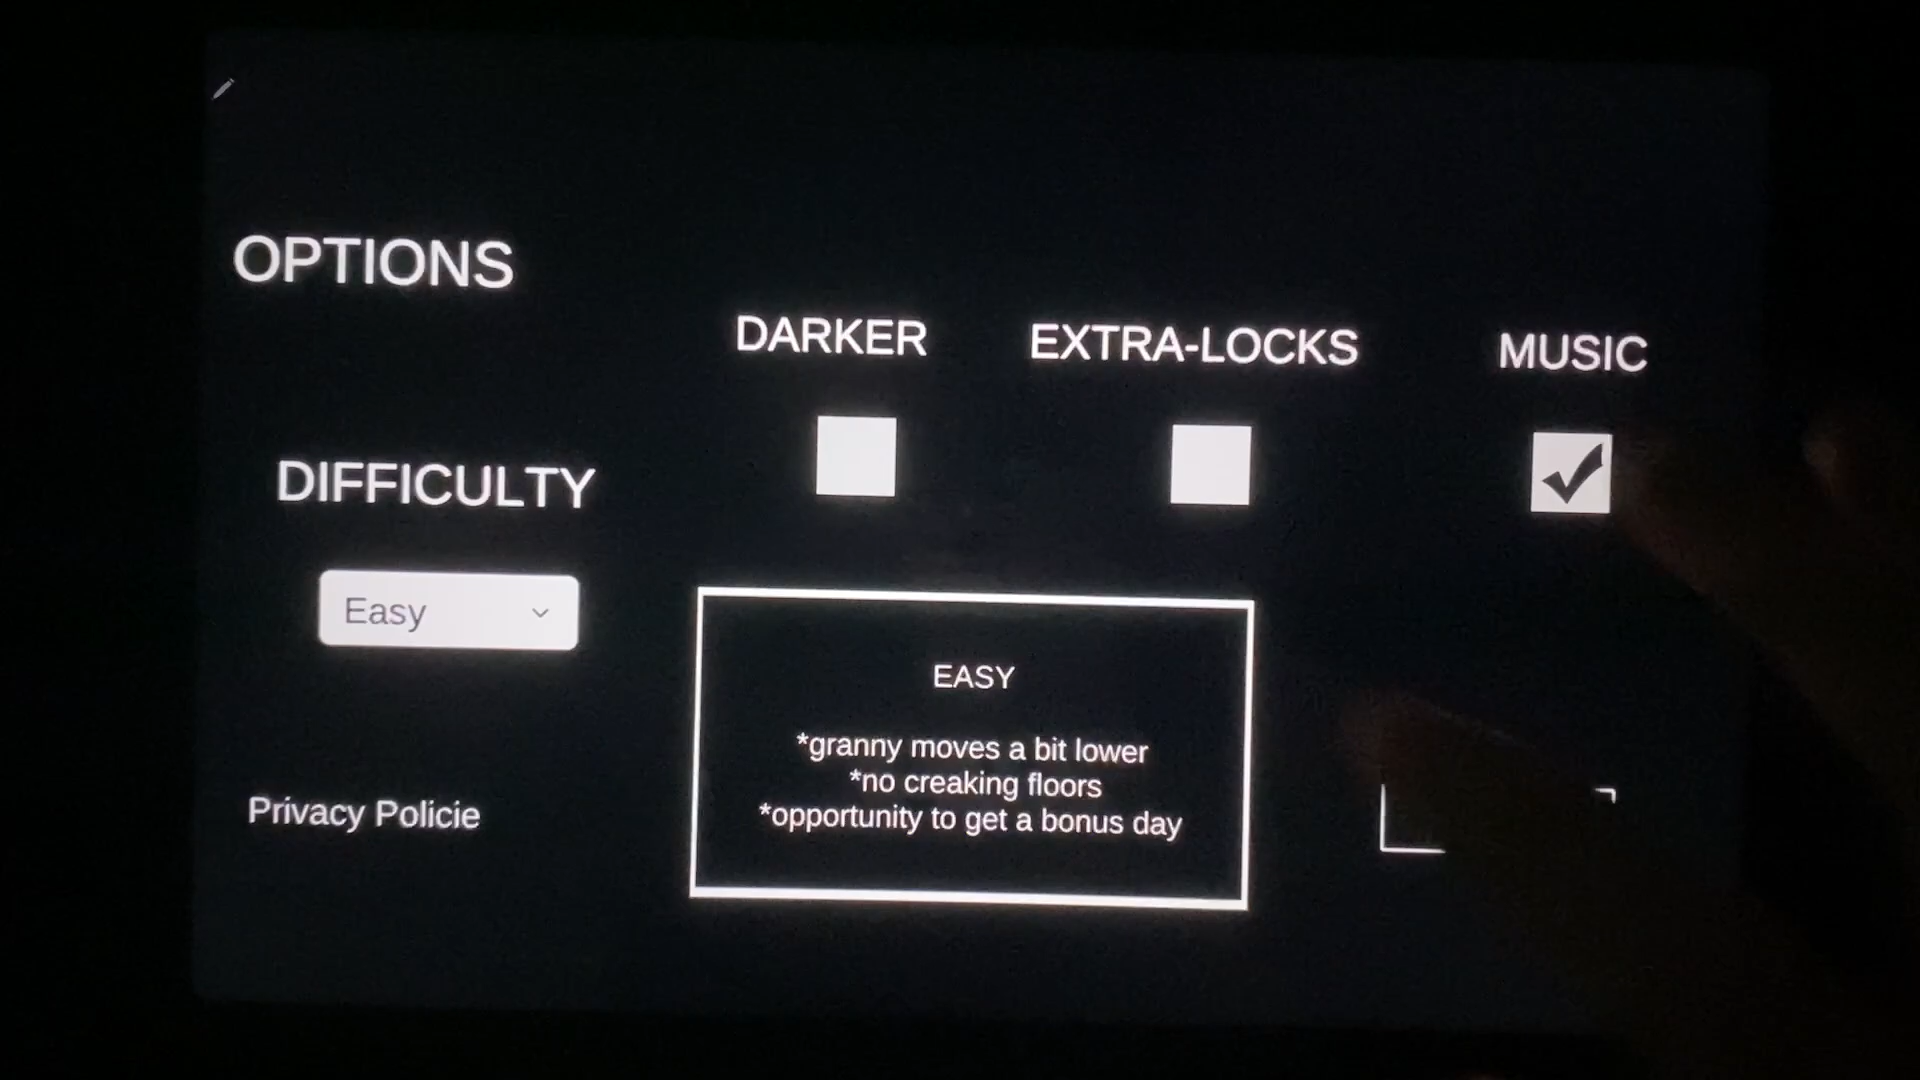 OPTIONS
DARKER
EXTRA-LOCKS
MUSIC
DIFFICULTY
Easy
EASY
*granny moves a bit lower
*no creaking floors
*opportunity to get a bonus day
Privacy Policie